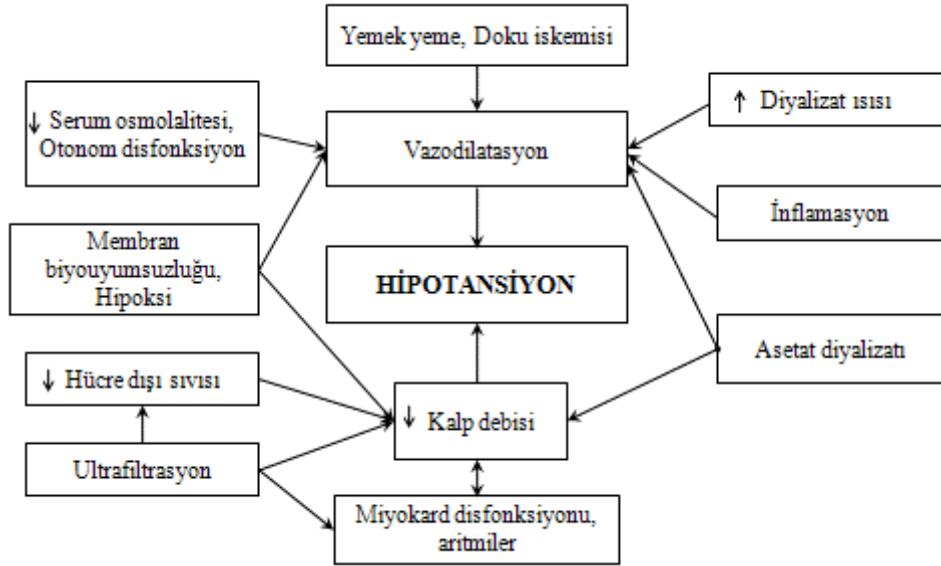 Yemek yeme, Doku iskemisi
↓ Serum osmolalitesi,
Otonom disfonksiyon
↑ Diyalizat ısısı
Vazodilatasyon
İnflamasyon
Membran
biyouyumsuzluğu,
Hipoksi
HİPOTANSİYON
Asetat diyalizatı
↓ Hücre dışı sıvısı
↓ Kalp debisi
Ultrafiltrasyon
Miyokard disfonksiyonu,
aritmiler